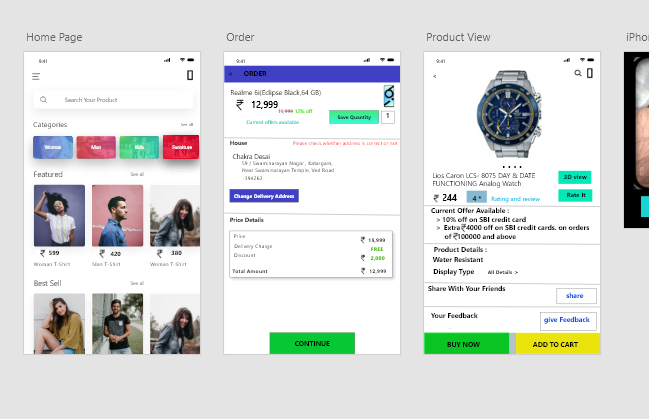 Home Page
9:41
Search Your Product
Categories
See all
Women
Men
Kids
Furniture
Featured
See all
₹ 599
₹ 420
₹ 380
Woman T-Shirt
Man T-Shirt
Woman T-Shirt
Best Sell
See all
Order
9:41
< ORDER
Realme 6i(Eclipse Black,64 GB)
₹ 12,999
15,999 12% off
Current offers available
Save Quantity
1
House
Please check whether address is correct or not
Chakra Desai
59 / Swaminarayan Nagar , Katargam,
Near Swaminarayan Temple, Ved Road
-394263
Change Delivery Address
Price Details
Price
₹ 15,999
Delivery Charge
FREE
Discount
₹ 2,000
Total Amount
₹ 12,999
CONTINUE
Product View
9:41
<
Lios Caron LCS- 8075 DAY & DATE
FUNCTIONING Analog Watch
3D view
₹ 244
4 *
Rating and review
Rate It
Current Offer Available :
> 10% off on SBI credit card
> Extra₹4000 off on SBI credit cards. on orders
of ₹100000 and above
Product Details :
Water Resistant
Display Type
All Details >
Share With Your Friends
share
Your Feedback
give Feedback
BUY NOW
ADD TO CART
iPho